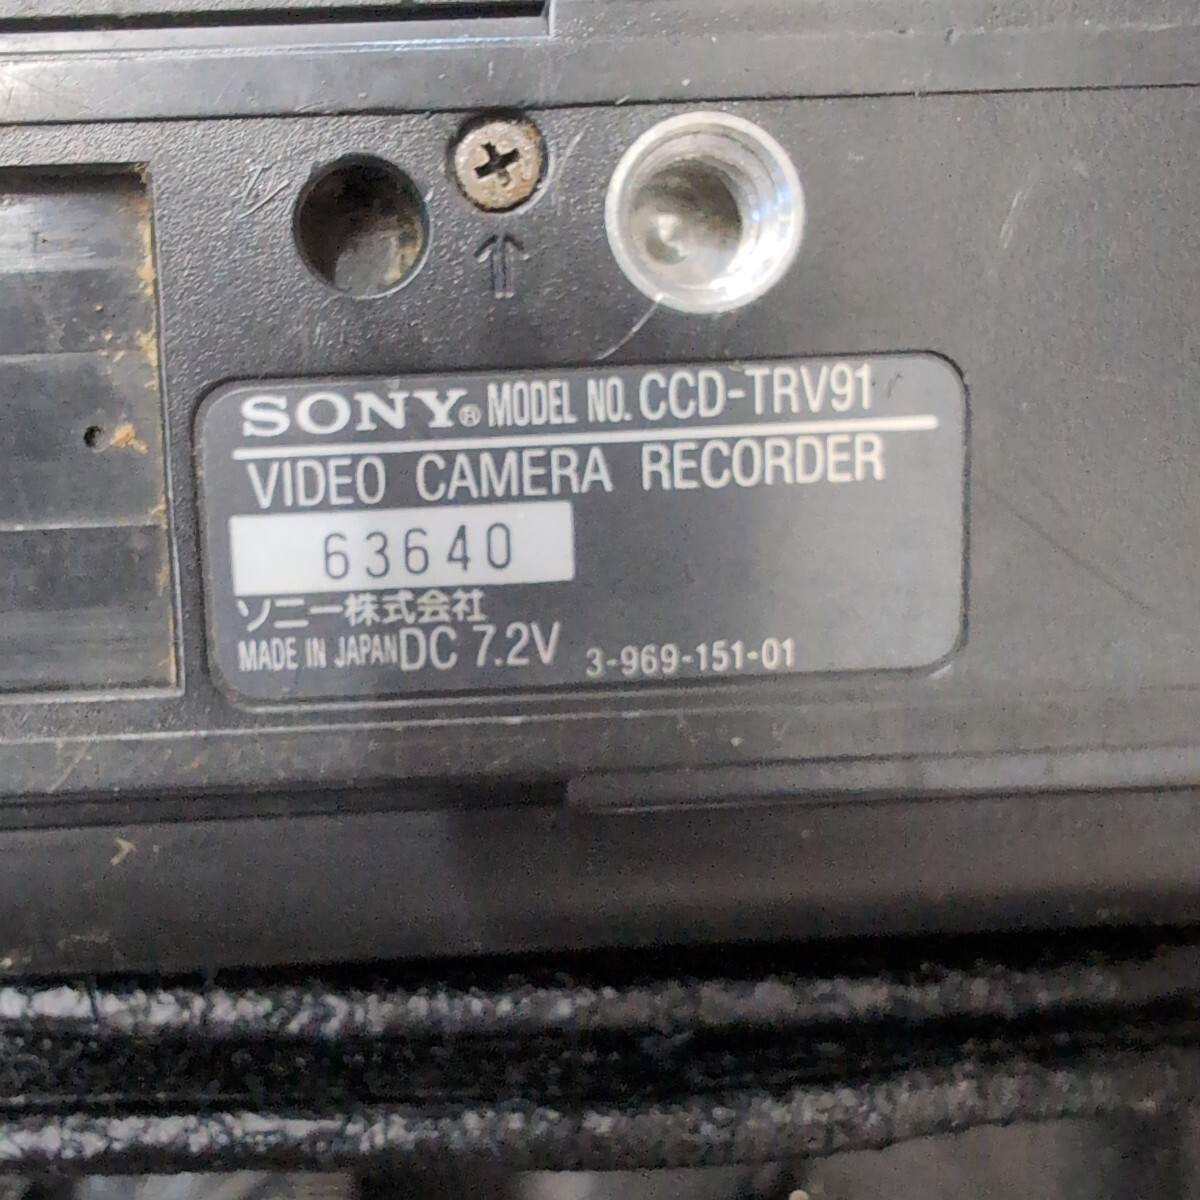 SONY® MODEL NO. CCD-TRV91
VIDEO CAMERA RECORDER
63640
ソニー株式会社
MADE IN JAPAN DC 7.2V 3-969-151-01